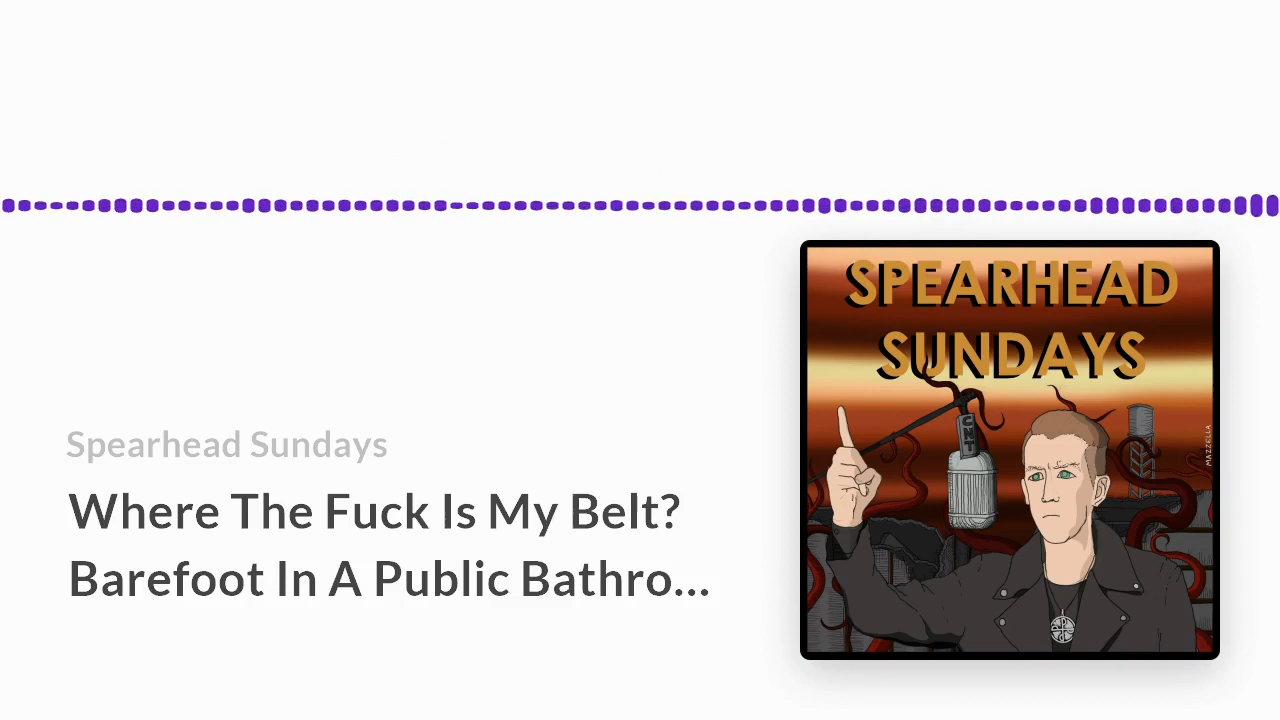 Spearhead Sundays
Where The Fuck Is My Belt?
Barefoot In A Public Bathro...
SPEARHEAD
SUNDAYS
MAZZELLA